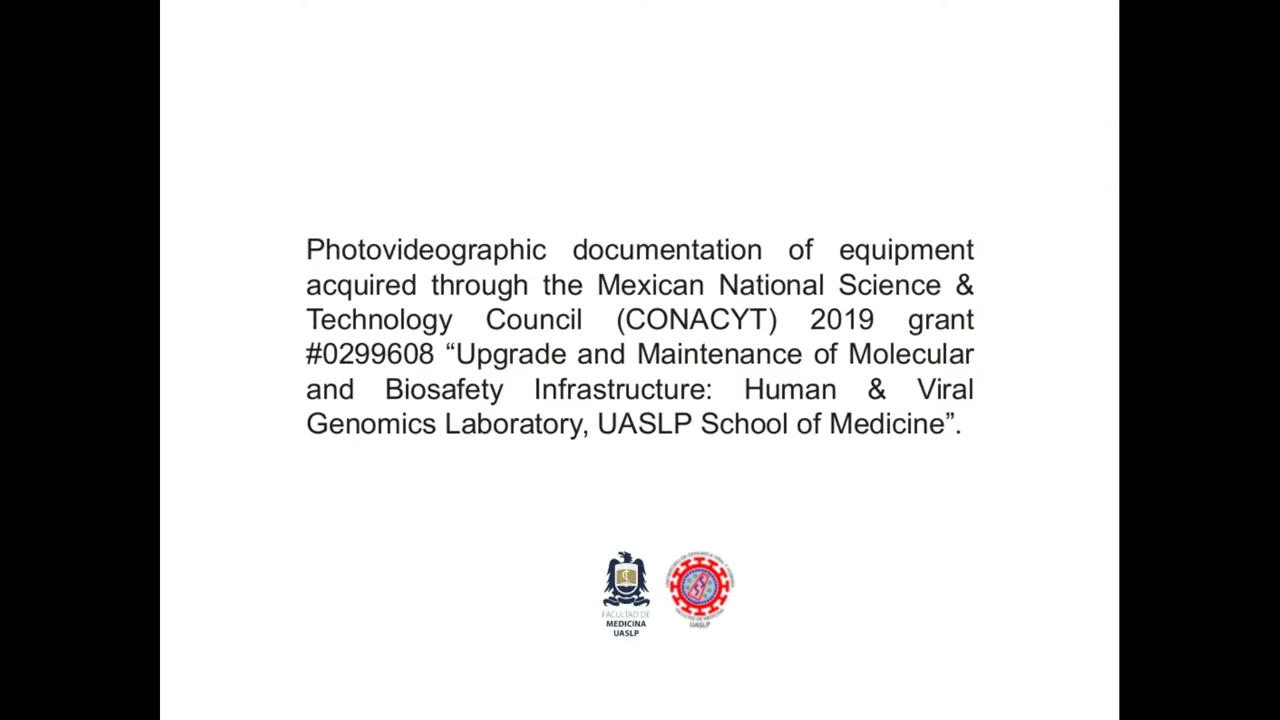 Photovideographic documentation of equipment
acquired through the Mexican National Science &
Technology Council (CONACYT) 2019 grant
#0299608 “Upgrade and Maintenance of Molecular
and Biosafety Infrastructure: Human & Viral
Genomics Laboratory, UASLP School of Medicine”.
FACULTAD DE
MEDICINA
UASLP
UASLP